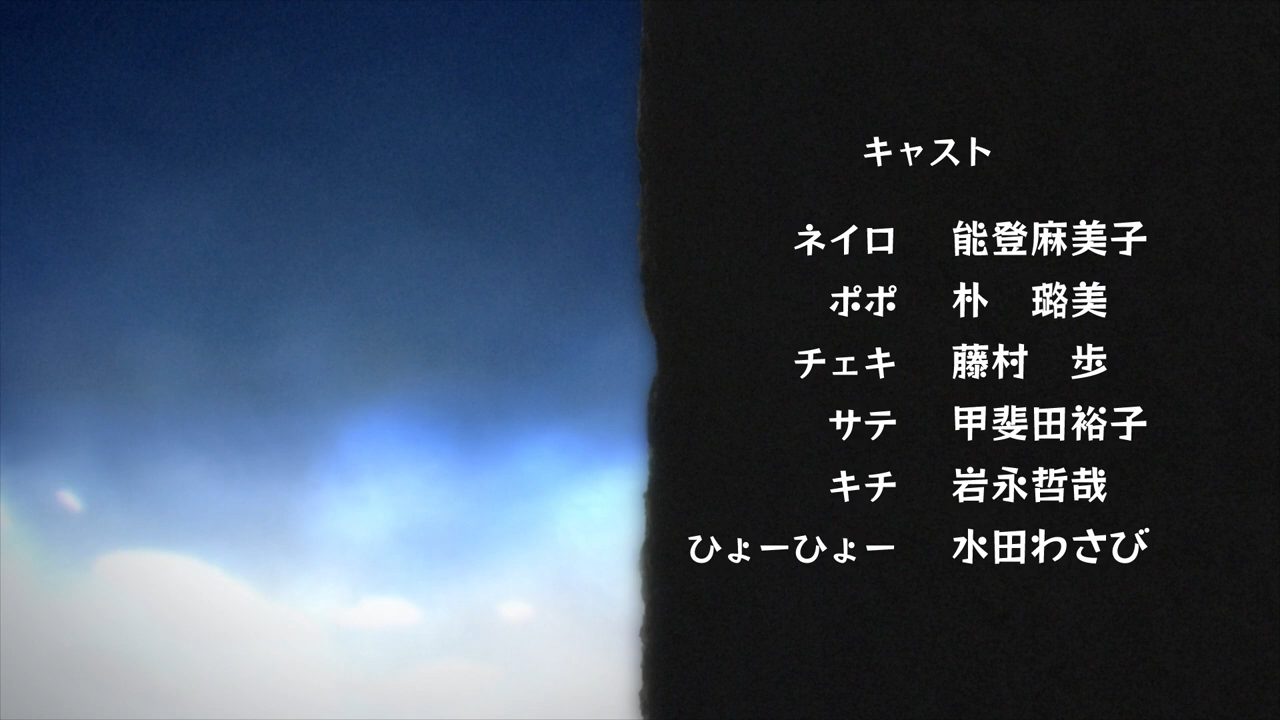 キャスト
ネイロ 能登麻美子
ポポ 朴 璐美
チェキ 藤村 歩
サテ 甲斐田裕子
キチ 岩永哲哉
ひょーひょー 水田わさび